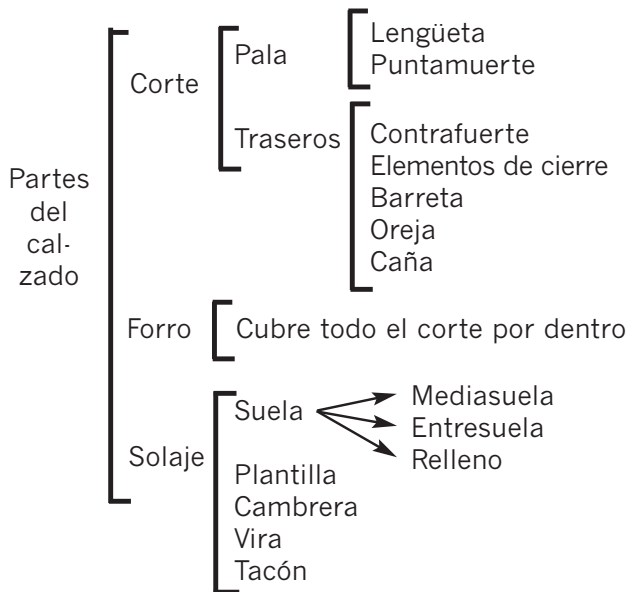 Partes
del
cal-
zado
Corte
Pala
Lengüeta
Puntamuerte
Traseros
Contrafuerte
Elementos de cierre
Barreta
Oreja
Caña
Forro
Cubre todo el corte por dentro
Solaje
Suela
Mediasuela
Entresuela
Relleno
Plantilla
Cambrera
Vira
Tacón